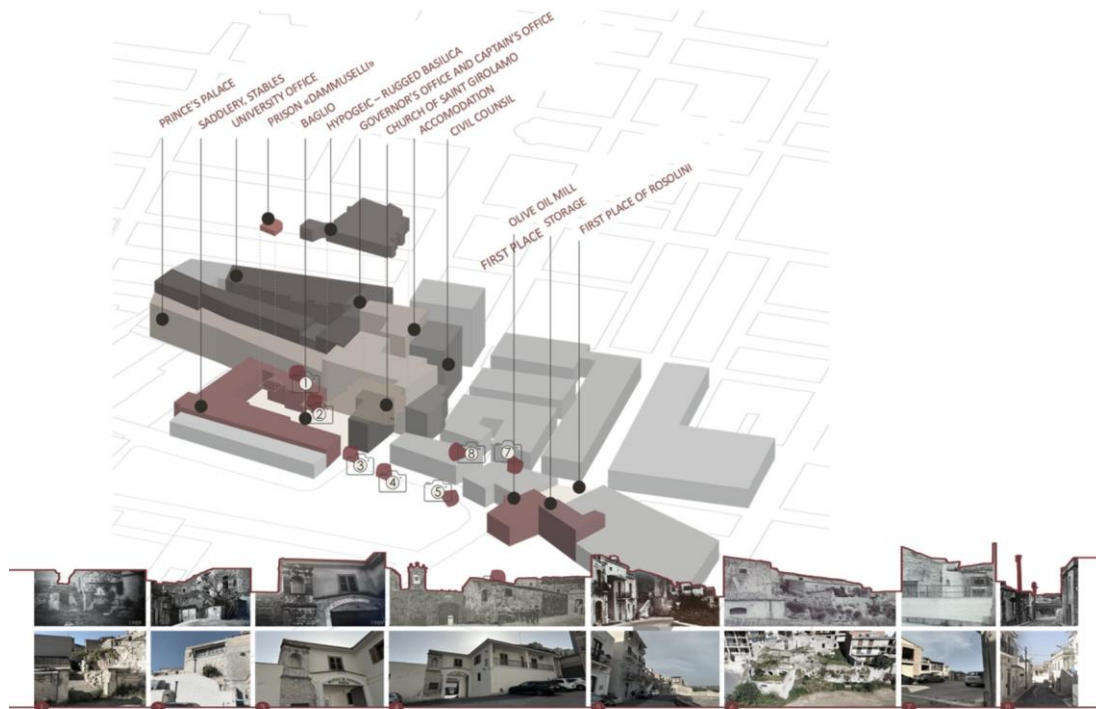 PRINCE'S PALACE
SADDLERY, STABLES
UNIVERSITY OFFICE
PRISON «DAMMUSELLI»
BAGLIO
HYPOGEIC – RUGGED BASILICA
GOVERNOR'S OFFICE AND CAPTAIN'S OFFICE
CHURCH OF SAINT GIROLAMO
ACCOMODATION
CIVIL COUNSIL
OLIVE OIL MILL
FIRST PLACE STORAGE
FIRST PLACE OF ROSOLINI
1
2
3
4
5
8
7